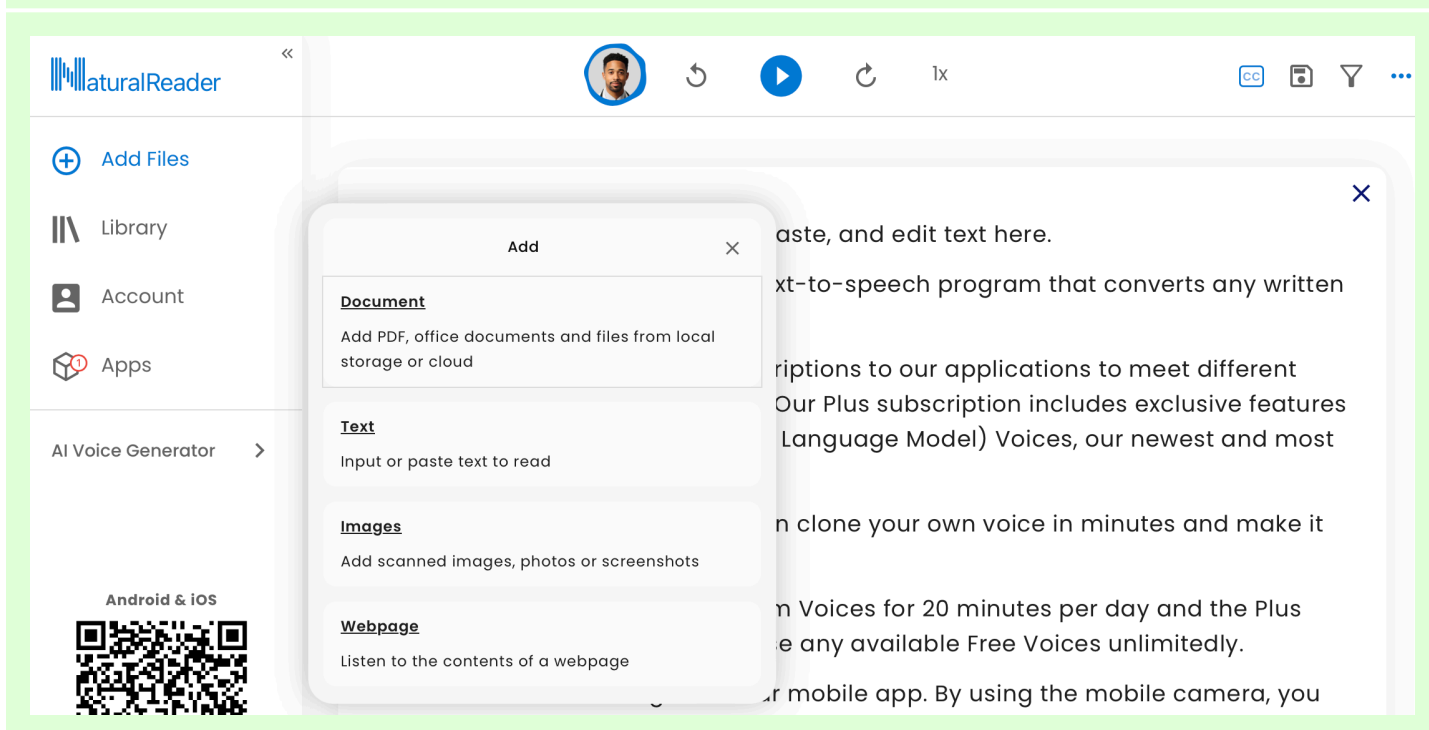 NaturalReader
«
1x
CC
Add Files
Library
Account
1
Apps
AI Voice Generator
Android & iOS
Add
Document
Add PDF, office documents and files from local
storage or cloud
Text
Input or paste text to read
Images
Add scanned images, photos or screenshots
Webpage
Listen to the contents of a webpage
and edit text here.
program that converts any written
to our applications to meet different
Our Plus subscription includes exclusive features
Language Model) Voices, our newest and most
clone your own voice in minutes and make it
Voices for 20 minutes per day and the Plus
any available Free Voices unlimitedly.
mobile app. By using the mobile camera, you